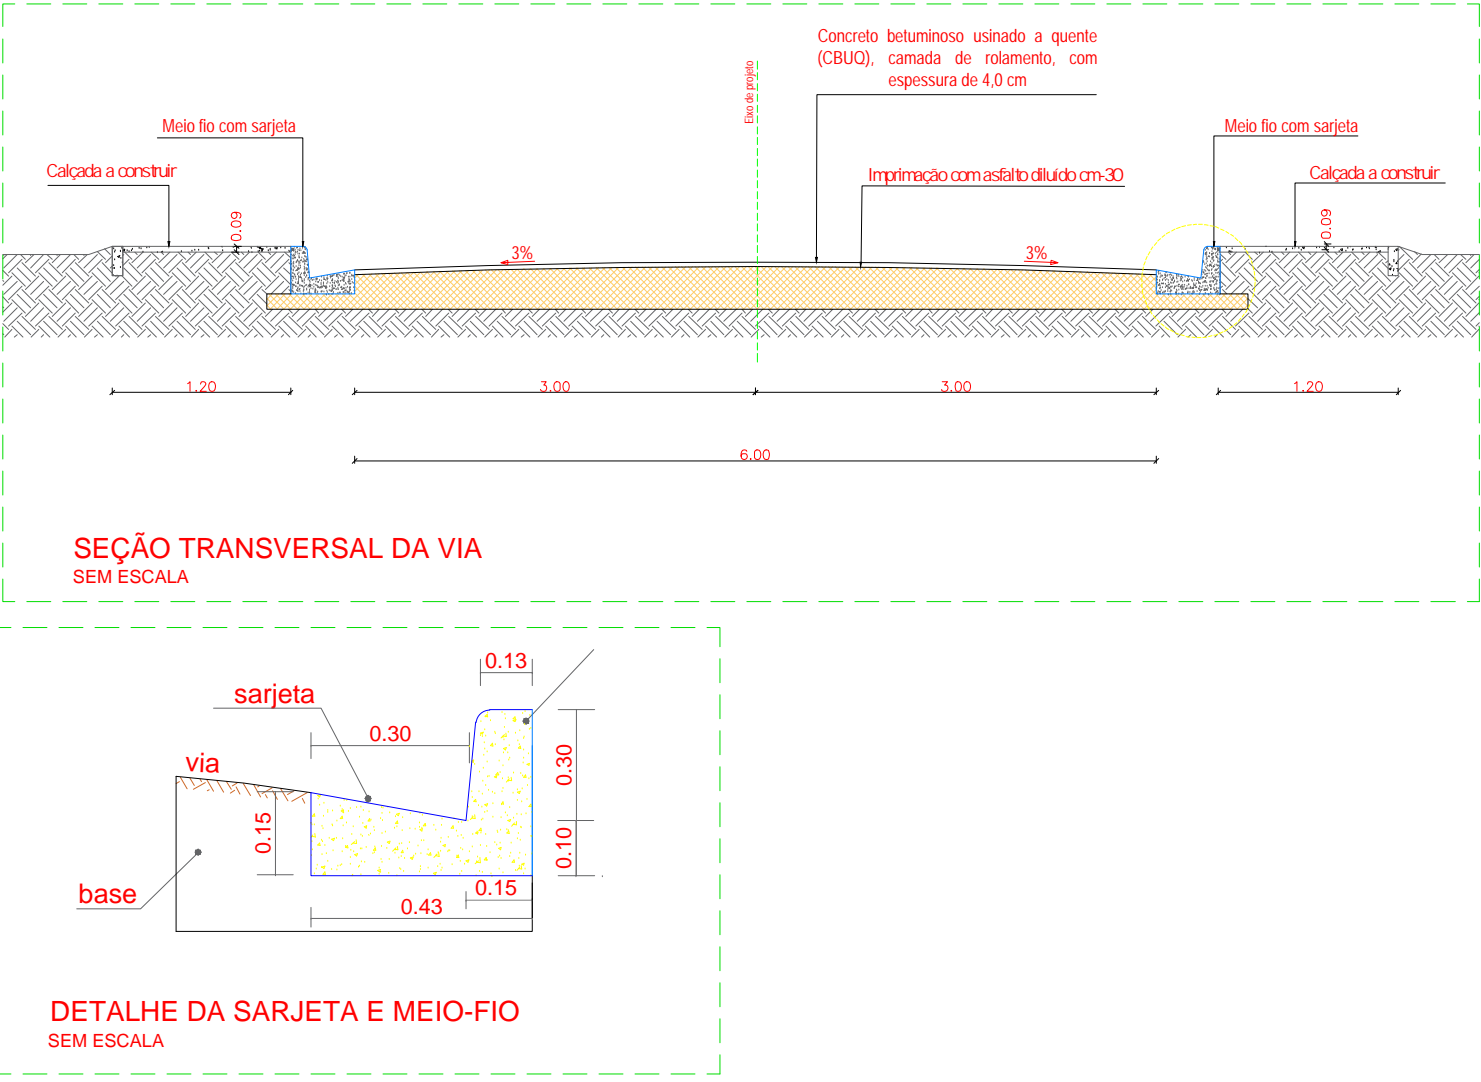 Concreto betuminoso usinado a quente
(CBUQ), camada de rolamento, com
espessura de 4,0 cm
Eixo de projeto
Meio fio com sarjeta
Meio fio com sarjeta
Calçada a construir
Imprimação com asfalto diluído cm-30
Calçada a construir
0.09
0.09
3%
3%
1.20
3.00
3.00
1.20
6.00
SEÇÃO TRANSVERSAL DA VIA
SEM ESCALA
0.13
sarjeta
0.30
via
0.30
0.15
0.10
base
0.15
0.43
DETALHE DA SARJETA E MEIO-FIO
SEM ESCALA